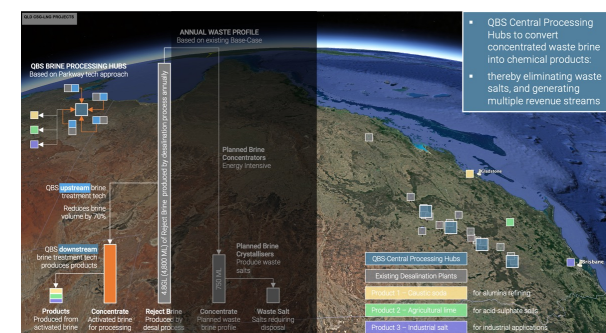 QLD CSG-LNG PROJECTS
ANNUAL WASTE PROFILE
Based on existing Base-Case
QBS BRINE PROCESSING HUBS
Based on Parkway tech approach
4.8GL (4,800 ML) of Reject Brine produced by desalination process annually
Planned Brine
Concentrators
Energy Intensive
QBS upstream brine
treatment tech
Reduces brine
volume by 70%
QBS downstream
brine treatment tech
produces products
Planned Brine
Crystallisers
Produce waste
salts
750 ML
Products
Produced from
activated brine
Concentrate
Activated brine
for processing
Reject Brine
Produced by
desal process
Concentrate
Planned waste
brine profile
Waste Salt
Salts requiring
disposal
▪ QBS Central Processing
Hubs to convert
concentrated waste brine
into chemical products:
▪ thereby eliminating waste
salts, and generating
multiple revenue streams
Gladstone
Brisbane
QBS Central Processing Hubs
Existing Desalination Plants
Product 1 – Caustic soda for alumina refining
Product 2 – Agricultural lime for acid-sulphate soils
Product 3 – Industrial salt for industrial applications